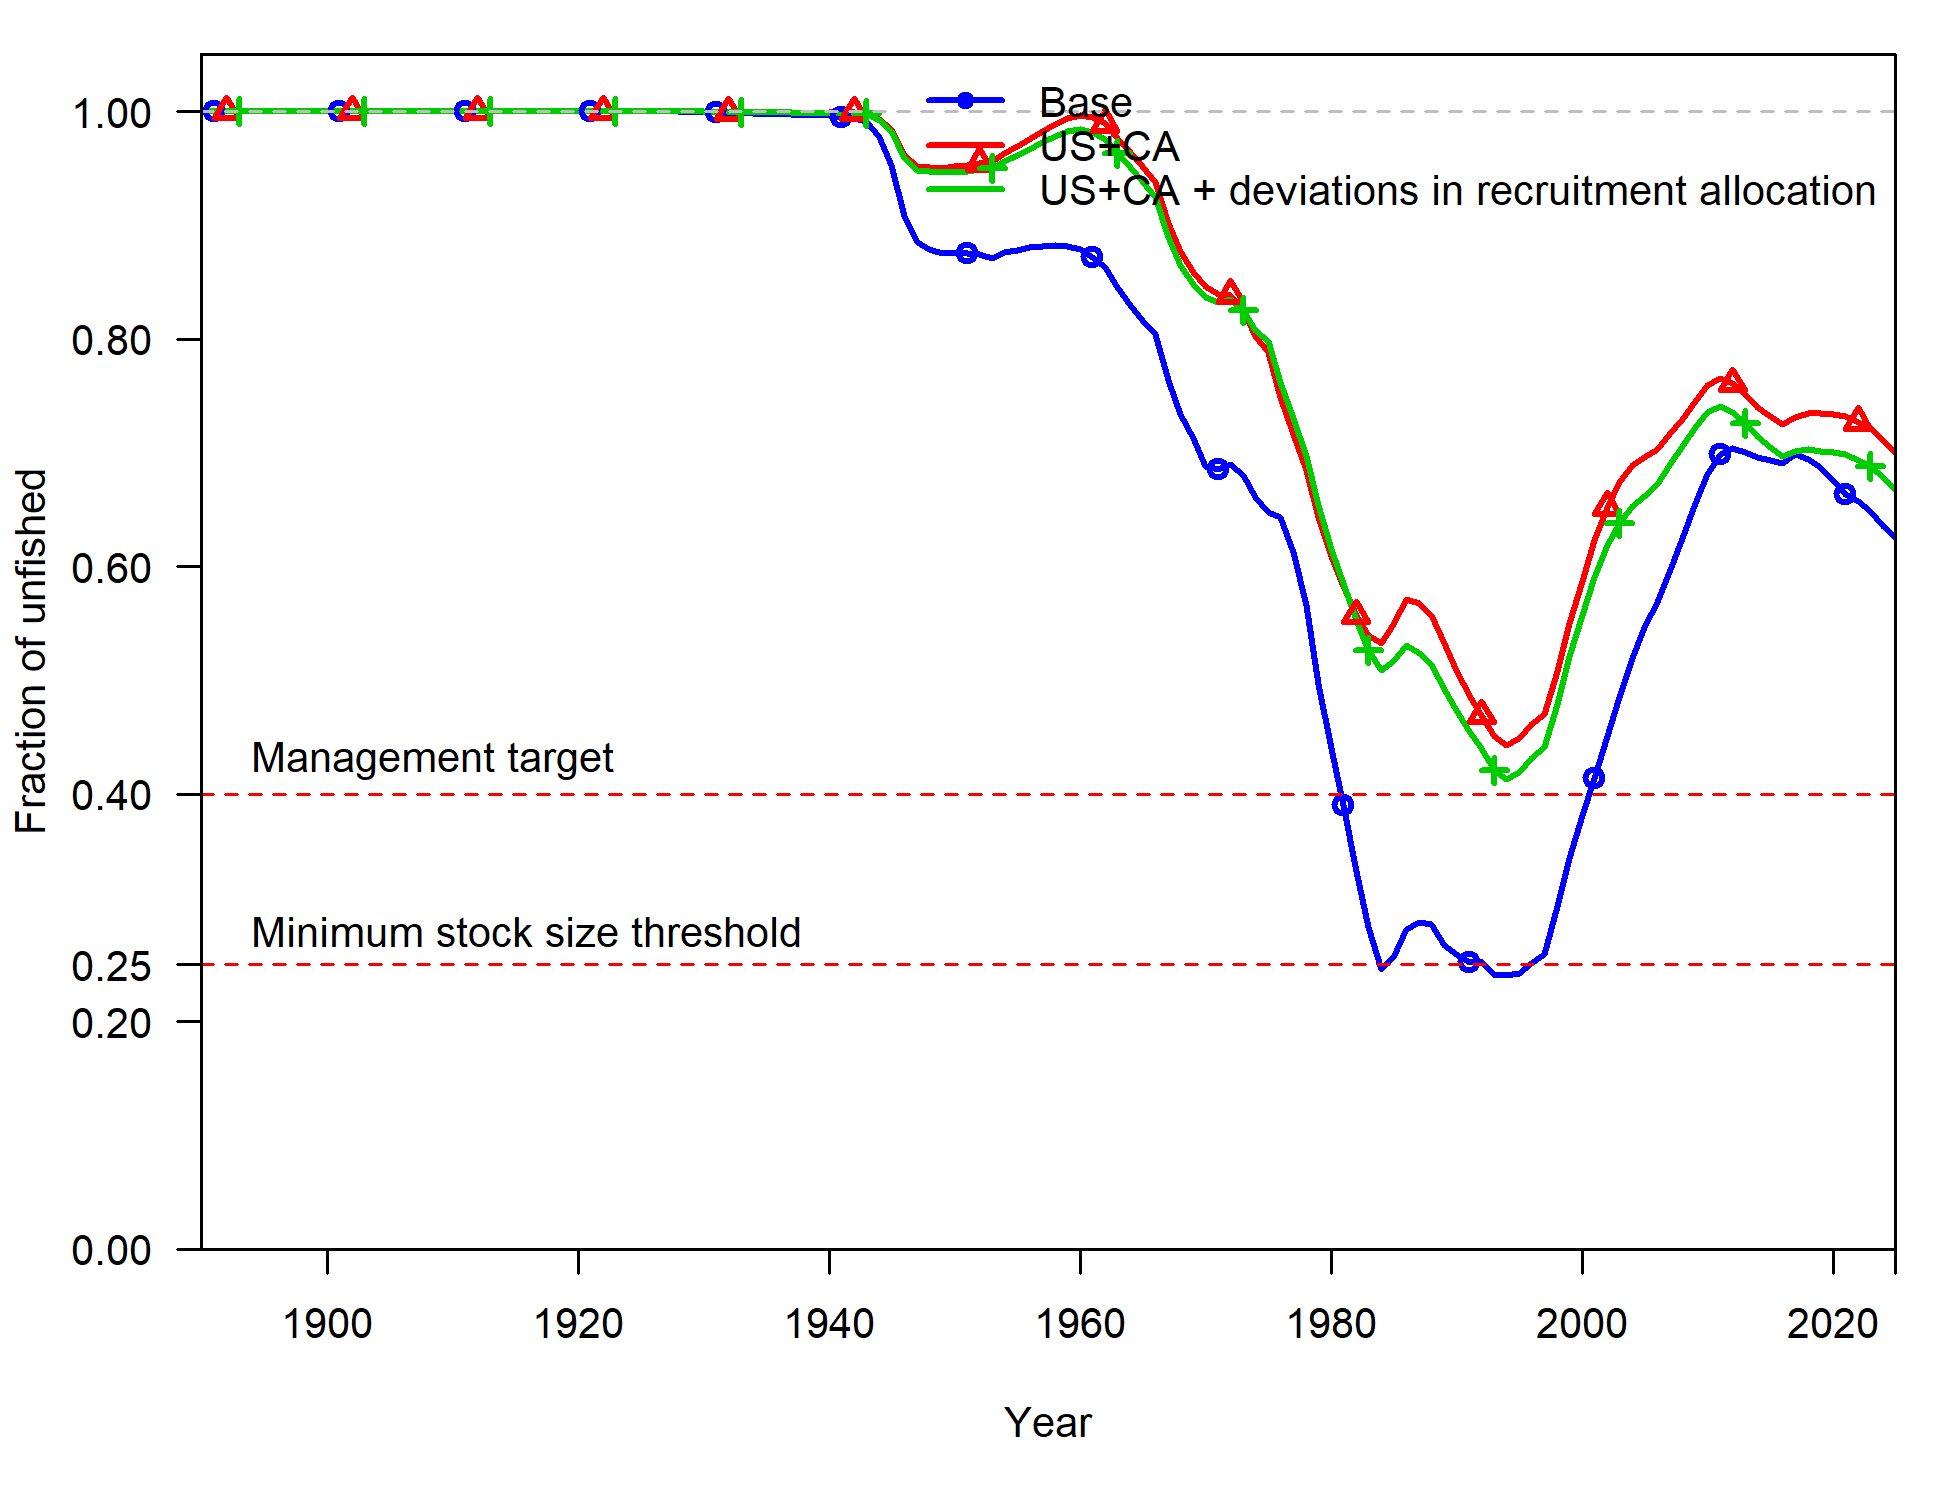 Base
US+CA
US+CA + deviations in recruitment allocation
Fraction of unfished
1.00
0.80
0.60
0.40
0.25
0.20
0.00
Management target
Minimum stock size threshold
1900 1920 1940 1960 1980 2000 2020
Year